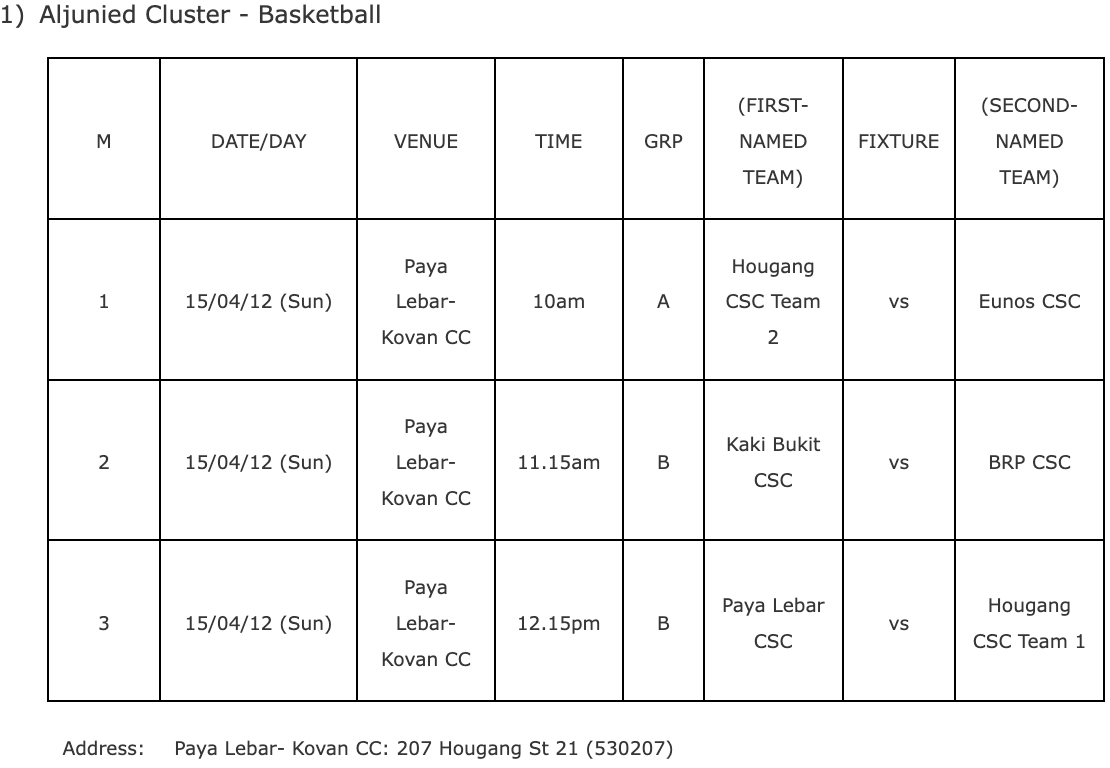 1) Aljunied Cluster - Basketball
M DATE/DAY VENUE TIME GRP (FIRST-NAMED TEAM) FIXTURE (SECOND-NAMED TEAM)
1 15/04/12 (Sun) Paya Lebar-Kovan CC 10am A Hougang CSC Team 2 vs Eunos CSC
2 15/04/12 (Sun) Paya Lebar-Kovan CC 11.15am B Kaki Bukit CSC vs BRP CSC
3 15/04/12 (Sun) Paya Lebar-Kovan CC 12.15pm B Paya Lebar CSC vs Hougang CSC Team 1
Address: Paya Lebar- Kovan CC: 207 Hougang St 21 (530207)